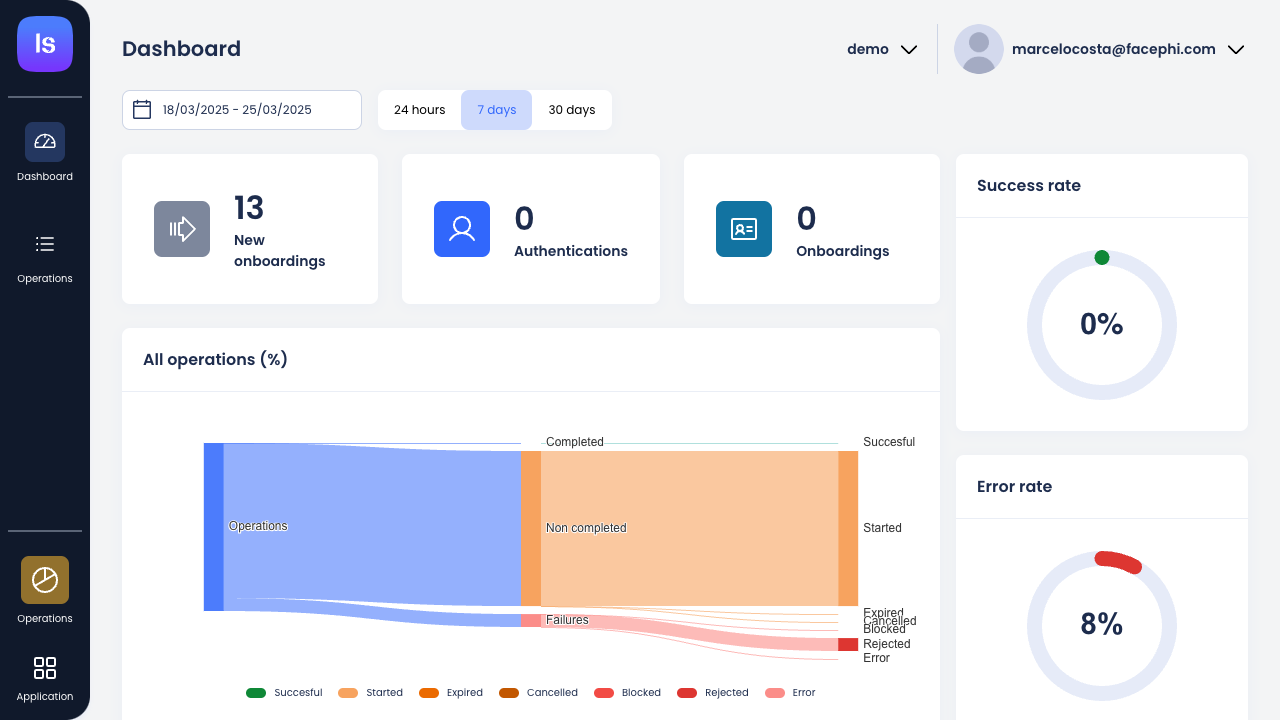 Is
Dashboard
demo
marcelocosta@facephi.com
18/03/2025 - 25/03/2025
24 hours
7 days
30 days
Dashboard
Operations
Operations
Application
13
New
onboardings
0
Authentications
0
Onboardings
Success rate
0%
Error rate
8%
All operations (%)
Operations
Completed
Non completed
Failures
Succesful
Started
Expired
Cancelled
Blocked
Rejected
Error
Succesful
Started
Expired
Cancelled
Blocked
Rejected
Error